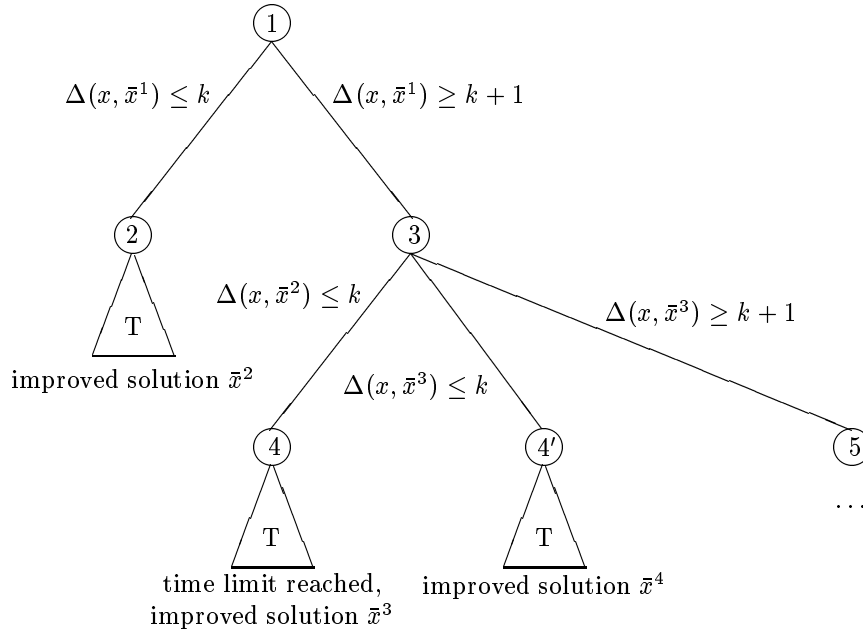 1
Δ(x, x̄¹) ≤ k
Δ(x, x̄¹) ≥ k + 1
2
3
T
improved solution x̄²
Δ(x, x̄²) ≤ k
Δ(x, x̄³) ≤ k
Δ(x, x̄³) ≥ k + 1
4
4′
5
T
T
. . .
time limit reached,
improved solution x̄³
improved solution x̄⁴